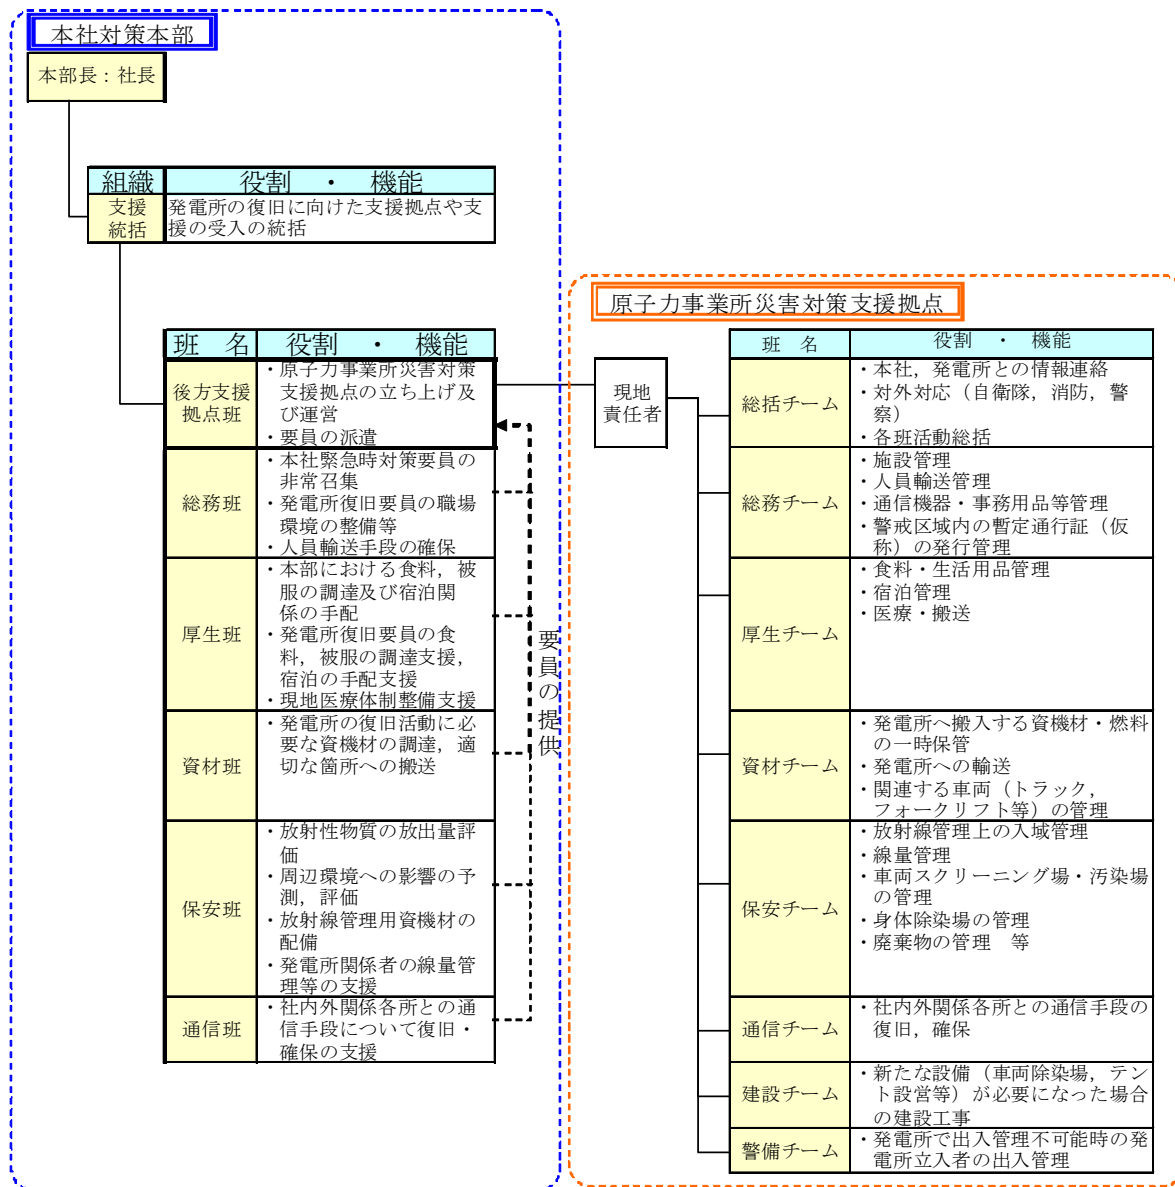 本社対策本部
本部長：社長
組織
役割　・　機能
支援
統括
発電所の復旧に向けた支援拠点や支
援の受入の統括
班　名
役割　・　機能
後方支援
拠点班
・原子力事業所災害対策
支援拠点の立ち上げ及
び運営
・要員の派遣
総務班
・本社緊急時対策要員の
非常召集
・発電所復旧要員の職場
環境の整備等
・人員輸送手段の確保
厚生班
・本部における食料，被
服の調達及び宿泊関
係の手配
・発電所復旧要員の食
料，被服の調達支援，
宿泊の手配支援
・現地医療体制整備支援
資材班
・発電所の復旧活動に必
要な資機材の調達，適
切な箇所への搬送
保安班
・放射性物質の放出量評
価
・周辺環境への影響の予
測，評価
・放射線管理用資機材の
配備
・発電所関係者の線量管
理等の支援
通信班
・社内外関係各所との通
信手段について復旧・
確保の支援
要員の提供
原子力事業所災害対策支援拠点
現地
責任者
班　名
役割　・　機能
総括チーム
・本社，発電所との情報連絡
・対外対応（自衛隊，消防，警
察）
・各班活動総括
総務チーム
・施設管理
・人員輸送管理
・通信機器・事務用品等管理
・警戒区域内の暫定通行証（仮
称）の発行管理
厚生チーム
・食料・生活用品管理
・宿泊管理
・医療・搬送
資材チーム
・発電所へ搬入する資機材・燃料
の一時保管
・発電所への輸送
・関連する車両（トラック，
フォークリフト等）の管理
保安チーム
・放射線管理上の入域管理
・線量管理
・車両スクリーニング場・汚染場
の管理
・身体除染場の管理
・廃棄物の管理　等
通信チーム
・社内外関係各所との通信手段の
復旧，確保
建設チーム
・新たな設備（車両除染場，テン
ト設営等）が必要になった場合
の建設工事
警備チーム
・発電所で出入管理不可能時の発
電所立入者の出入管理